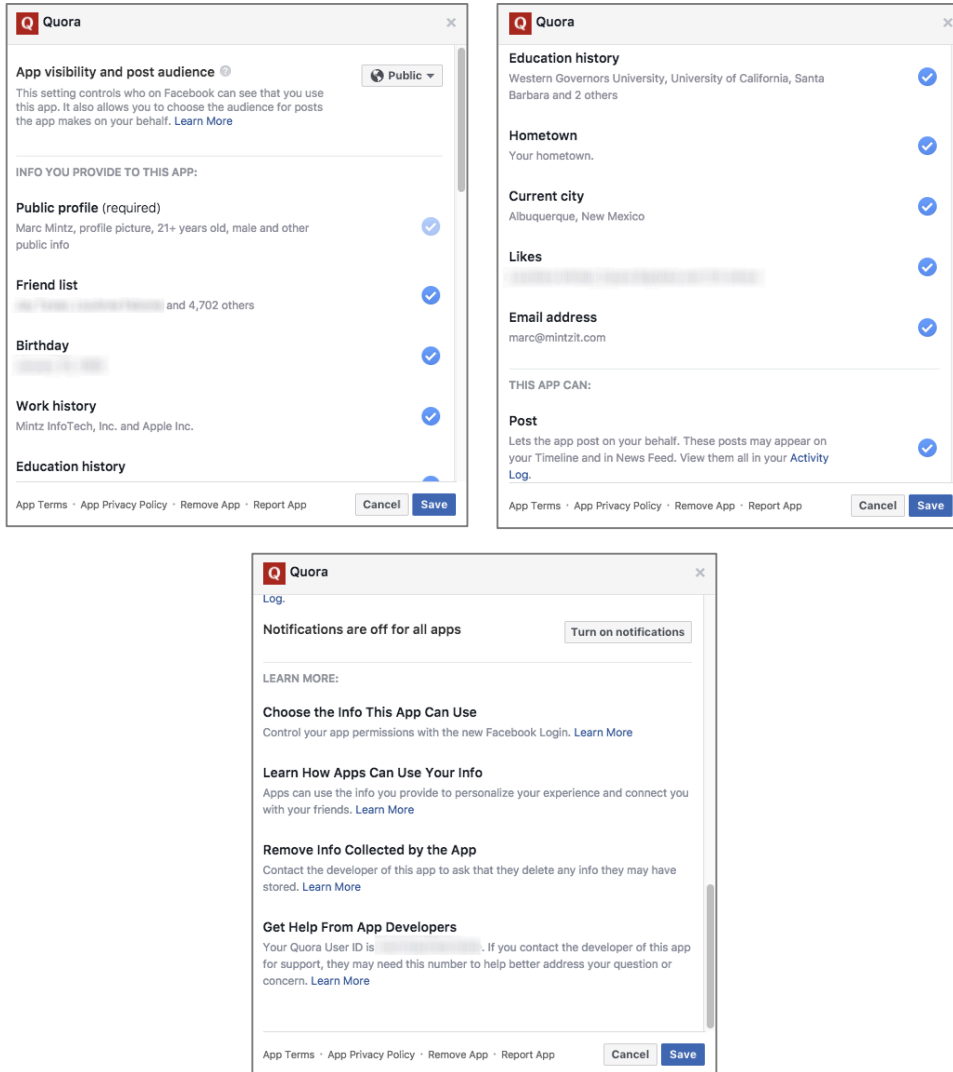 Q Quora
App visibility and post audience
Public
This setting controls who on Facebook can see that you use
this app. It also allows you to choose the audience for posts
the app makes on your behalf. Learn More
INFO YOU PROVIDE TO THIS APP:
Public profile (required)
Marc Mintz, profile picture, 21+ years old, male and other
public info
Friend list
and 4,702 others
Birthday
Work history
Mintz InfoTech, Inc. and Apple Inc.
Education history
App Terms · App Privacy Policy · Remove App · Report App
Cancel
Save
Q Quora
Education history
Western Governors University, University of California, Santa
Barbara and 2 others
Hometown
Your hometown.
Current city
Albuquerque, New Mexico
Likes
Email address
marc@mintzit.com
THIS APP CAN:
Post
Lets the app post on your behalf. These posts may appear on
your Timeline and in News Feed. View them all in your Activity
Log.
App Terms · App Privacy Policy · Remove App · Report App
Cancel
Save
Q Quora
Log.
Notifications are off for all apps
Turn on notifications
LEARN MORE:
Choose the Info This App Can Use
Control your app permissions with the new Facebook Login. Learn More
Learn How Apps Can Use Your Info
Apps can use the info you provide to personalize your experience and connect you
with your friends. Learn More
Remove Info Collected by the App
Contact the developer of this app to ask that they delete any info they may have
stored. Learn More
Get Help From App Developers
Your Quora User ID is . If you contact the developer of this app
for support, they may need this number to help better address your question or
concern. Learn More
App Terms · App Privacy Policy · Remove App · Report App
Cancel
Save